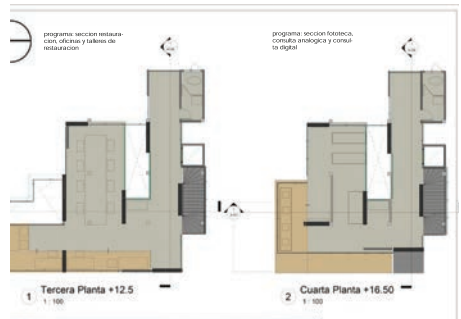 programa: seccion restaura-
cion, oficinas y talleres de
restauracion
programa: seccion fototeca,
consulta analogica y consul-
ta digital
1 Tercera Planta +12.5
1 : 100
2 Cuarta Planta +16.50
1 : 100